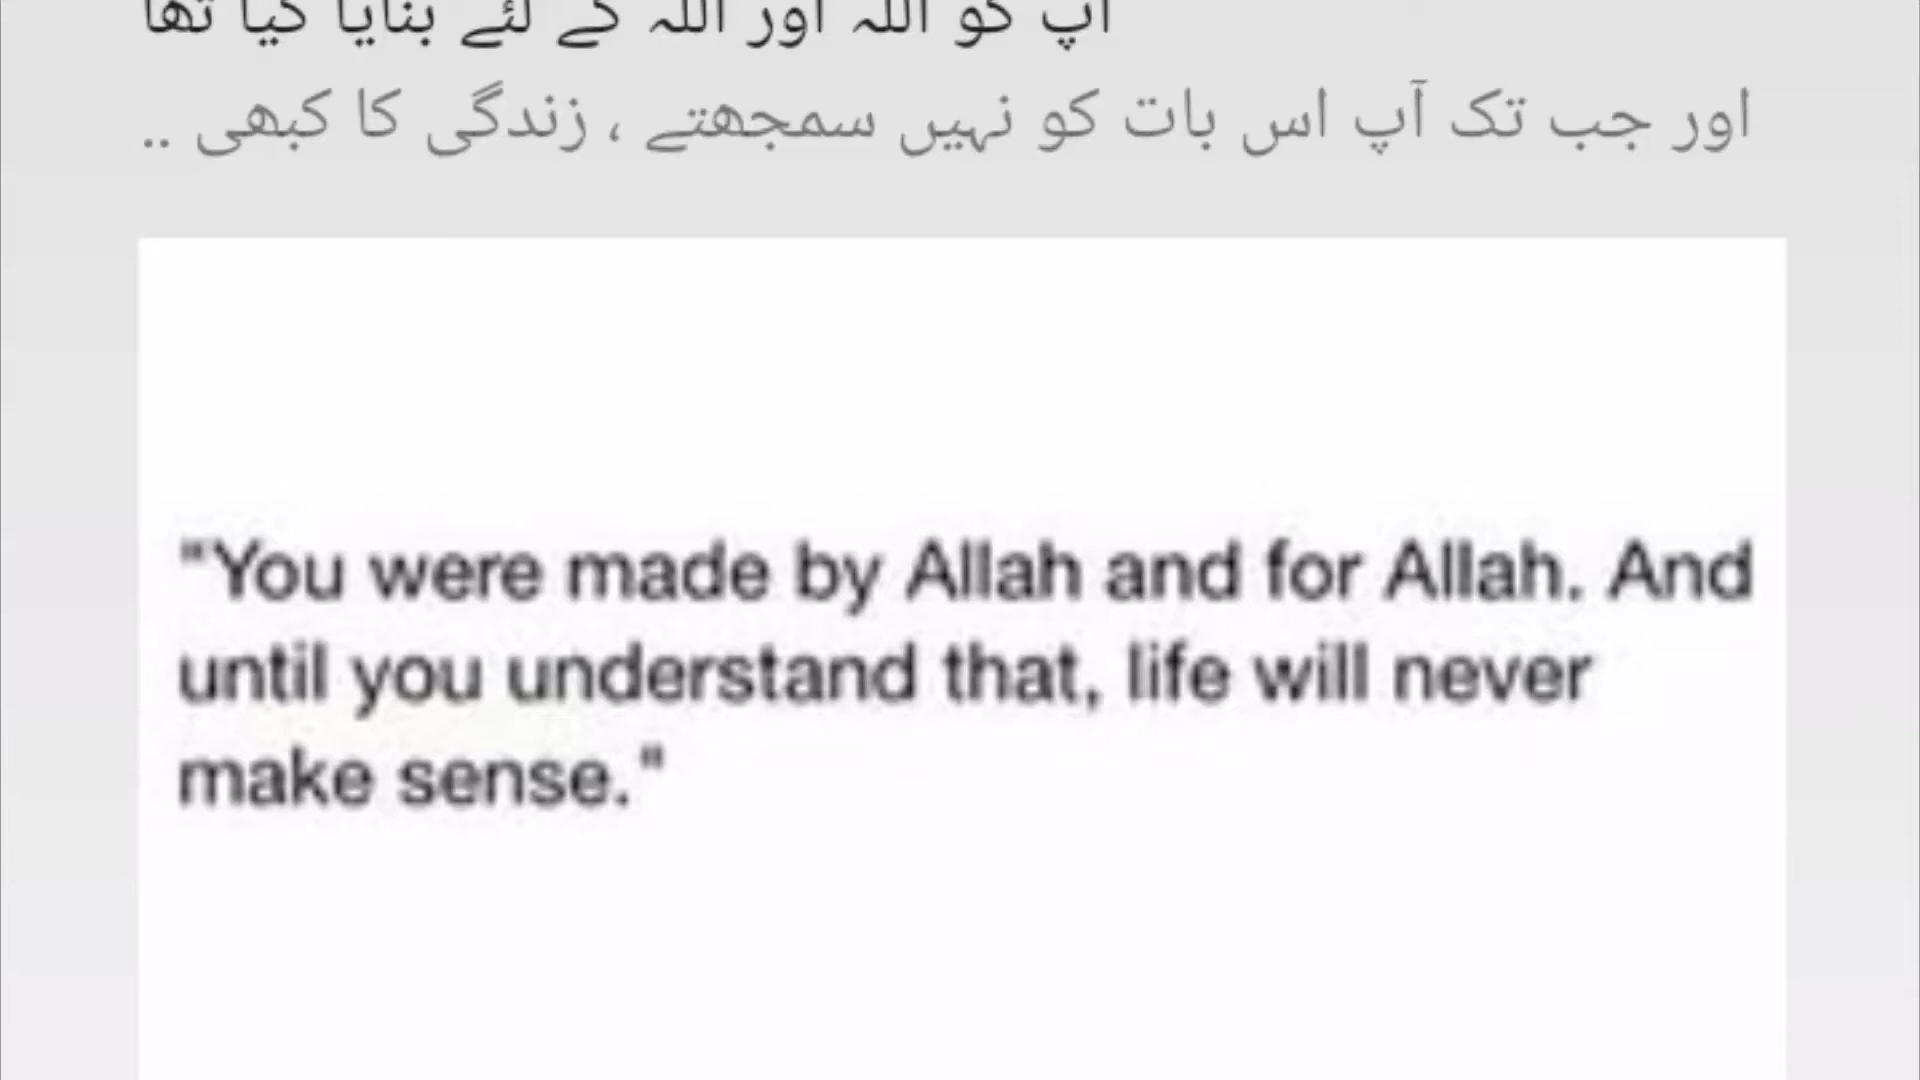 آپ کو اللہ اور اللہ کے لئے بنایا گیا تھا
اور جب تک آپ اس بات کو نہیں سمجھتے ، زندگی کا کبھی ..
"You were made by Allah and for Allah. And
until you understand that, life will never
make sense."